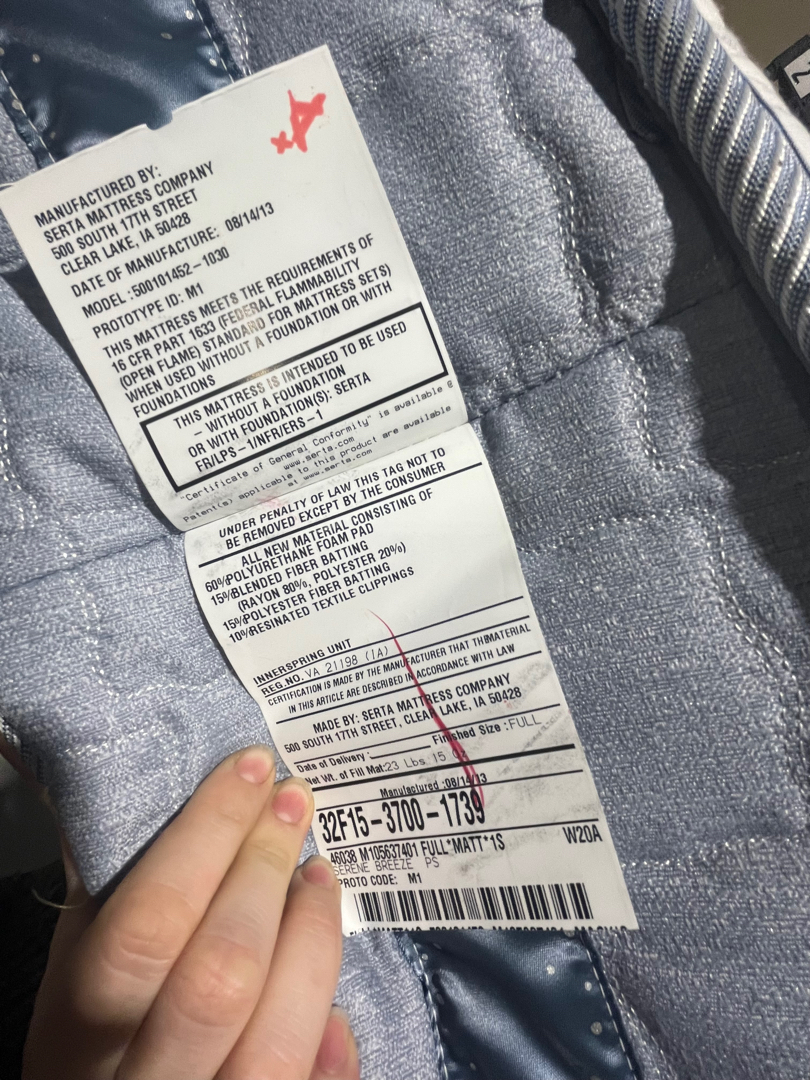 MANUFACTURED BY:
SERTA MATTRESS COMPANY
500 SOUTH 17TH STREET
CLEAR LAKE, IA 50428
DATE OF MANUFACTURE: 08/14/13
MODEL :500101452-1030
PROTOTYPE ID: M1
THIS MATTRESS MEETS THE REQUIREMENTS OF
16 CFR PART 1633 (FEDERAL FLAMMABILITY
(OPEN FLAME) STANDARD FOR MATTRESS SETS)
WHEN USED WITHOUT A FOUNDATION OR WITH
FOUNDATIONS
THIS MATTRESS IS INTENDED TO BE USED
- WITHOUT A FOUNDATION
OR WITH FOUNDATION(S): SERTA
FR/LPS-1/NFR/ERS-1
"Certificate of General Conformity" is available @
www.serta.com
Patent(s) applicable to this product are available
at www.serta.com
UNDER PENALTY OF LAW THIS TAG NOT TO
BE REMOVED EXCEPT BY THE CONSUMER
ALL NEW MATERIAL CONSISTING OF
60%POLYURETHANE FOAM PAD
15%BLENDED FIBER BATTING
(RAYON 80%, POLYESTER 20%)
15%POLYESTER FIBER BATTING
10%RESINATED TEXTILE CLIPPINGS
INNERSPRING UNIT
REG.NO. VA 21198 (IA)
CERTIFICATION IS MADE BY THE MANUFACTURER THAT THIMATERIAL
IN THIS ARTICLE ARE DESCRIBED IN ACCORDANCE WITH LAW
MADE BY: SERTA MATTRESS COMPANY
500 SOUTH 17TH STREET, CLEAR LAKE, IA 50428
Date of Delivery: Finished Size :FULL
Net Wt. of Fill Mat:23 Lbs 15
Manufactured :08/14/13
32F15-3700-1739
46038 M105637401 FULL*MATT*1S W20A
SERENE BREEZE PS
PROTO CODE: M1